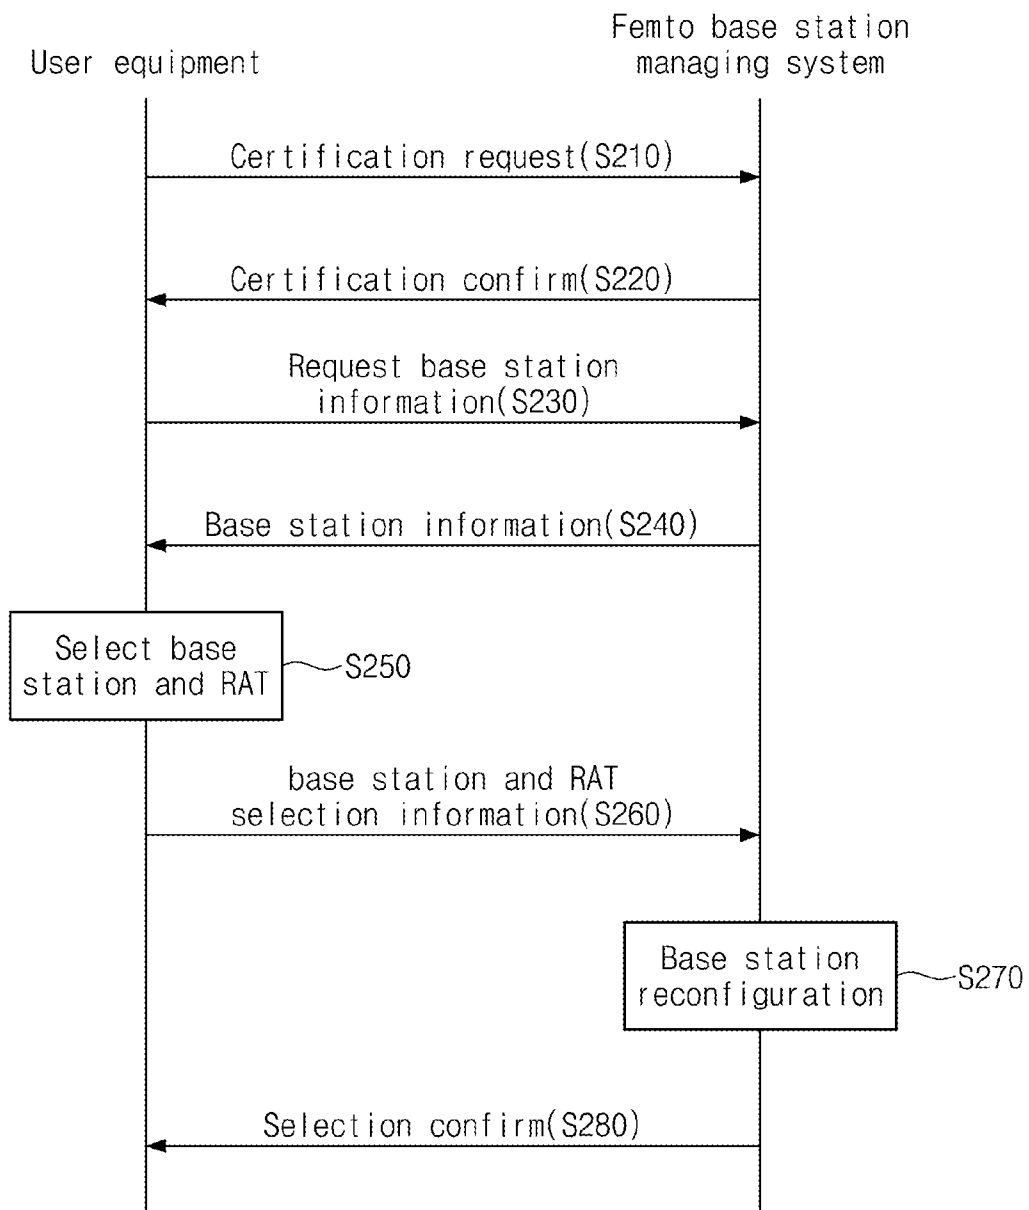 User equipment
Femto base station
managing system
Certification request(S210)
Certification confirm(S220)
Request base station
information(S230)
Base station information(S240)
Select base
station and RAT
S250
base station and RAT
selection information(S260)
Base station
reconfiguration
S270
Selection confirm(S280)